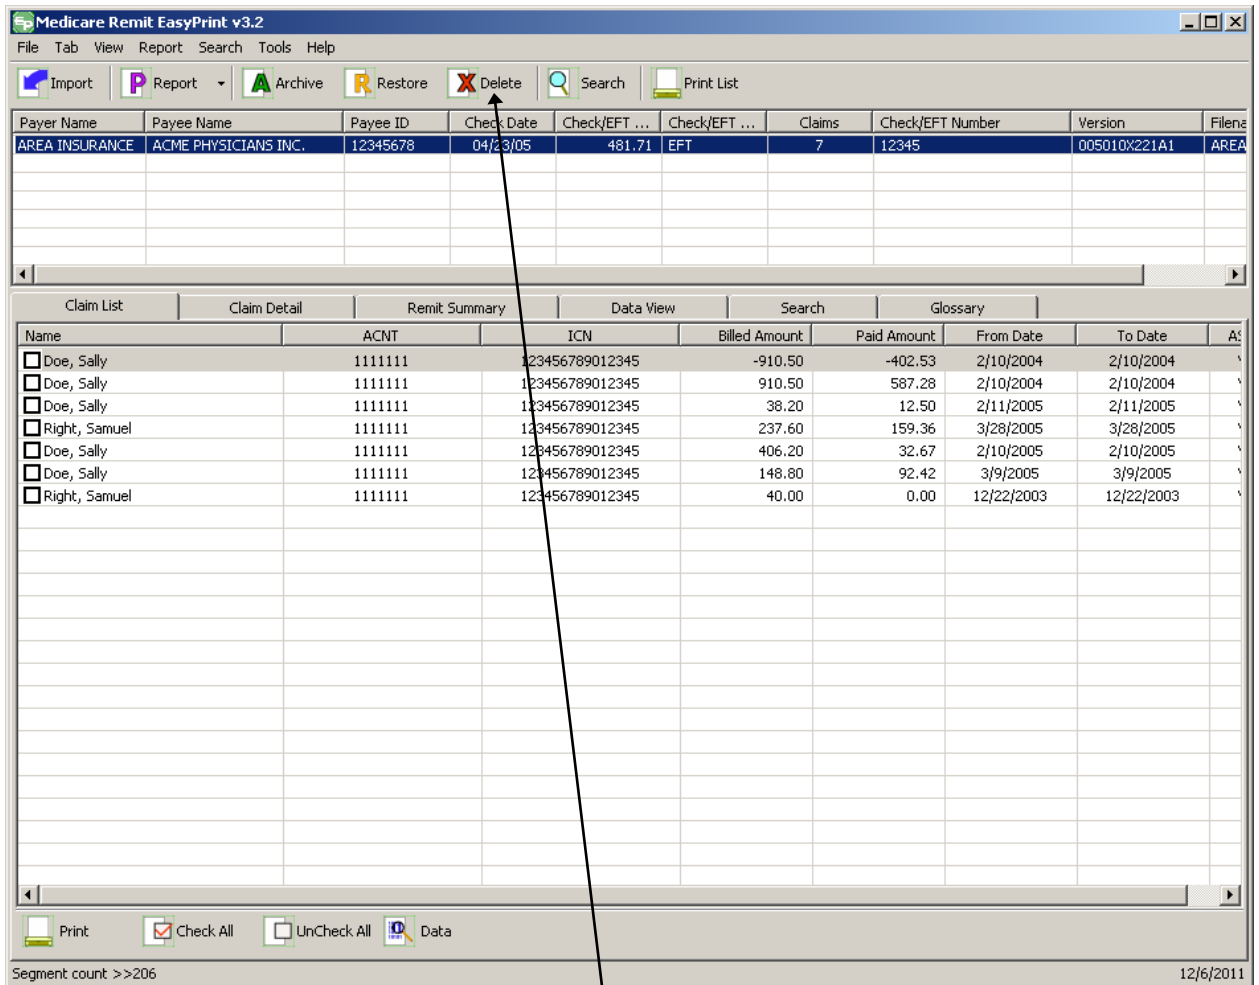 Medicare Remit EasyPrint v3.2
File Tab View Report Search Tools Help
Import Report Archive Restore Delete Search Print List
Payer Name Payee Name Payee ID Check Date Check/EFT ... Check/EFT ... Claims Check/EFT Number Version Filena
AREA INSURANCE ACME PHYSICIANS INC. 12345678 04/23/05 481.71 EFT 7 12345 005010X221A1 AREA
Claim List Claim Detail Remit Summary Data View Search Glossary
Name ACNT ICN Billed Amount Paid Amount From Date To Date AS
Doe, Sally 1111111 123456789012345 -910.50 -402.53 2/10/2004 2/10/2004
Doe, Sally 1111111 123456789012345 910.50 587.28 2/10/2004 2/10/2004
Doe, Sally 1111111 123456789012345 38.20 12.50 2/11/2005 2/11/2005
Right, Samuel 1111111 123456789012345 237.60 159.36 3/28/2005 3/28/2005
Doe, Sally 1111111 123456789012345 406.20 32.67 2/10/2005 2/10/2005
Doe, Sally 1111111 123456789012345 148.80 92.42 3/9/2005 3/9/2005
Right, Samuel 1111111 123456789012345 40.00 0.00 12/22/2003 12/22/2003
Print Check All UnCheck All Data
Segment count >>206 12/6/2011